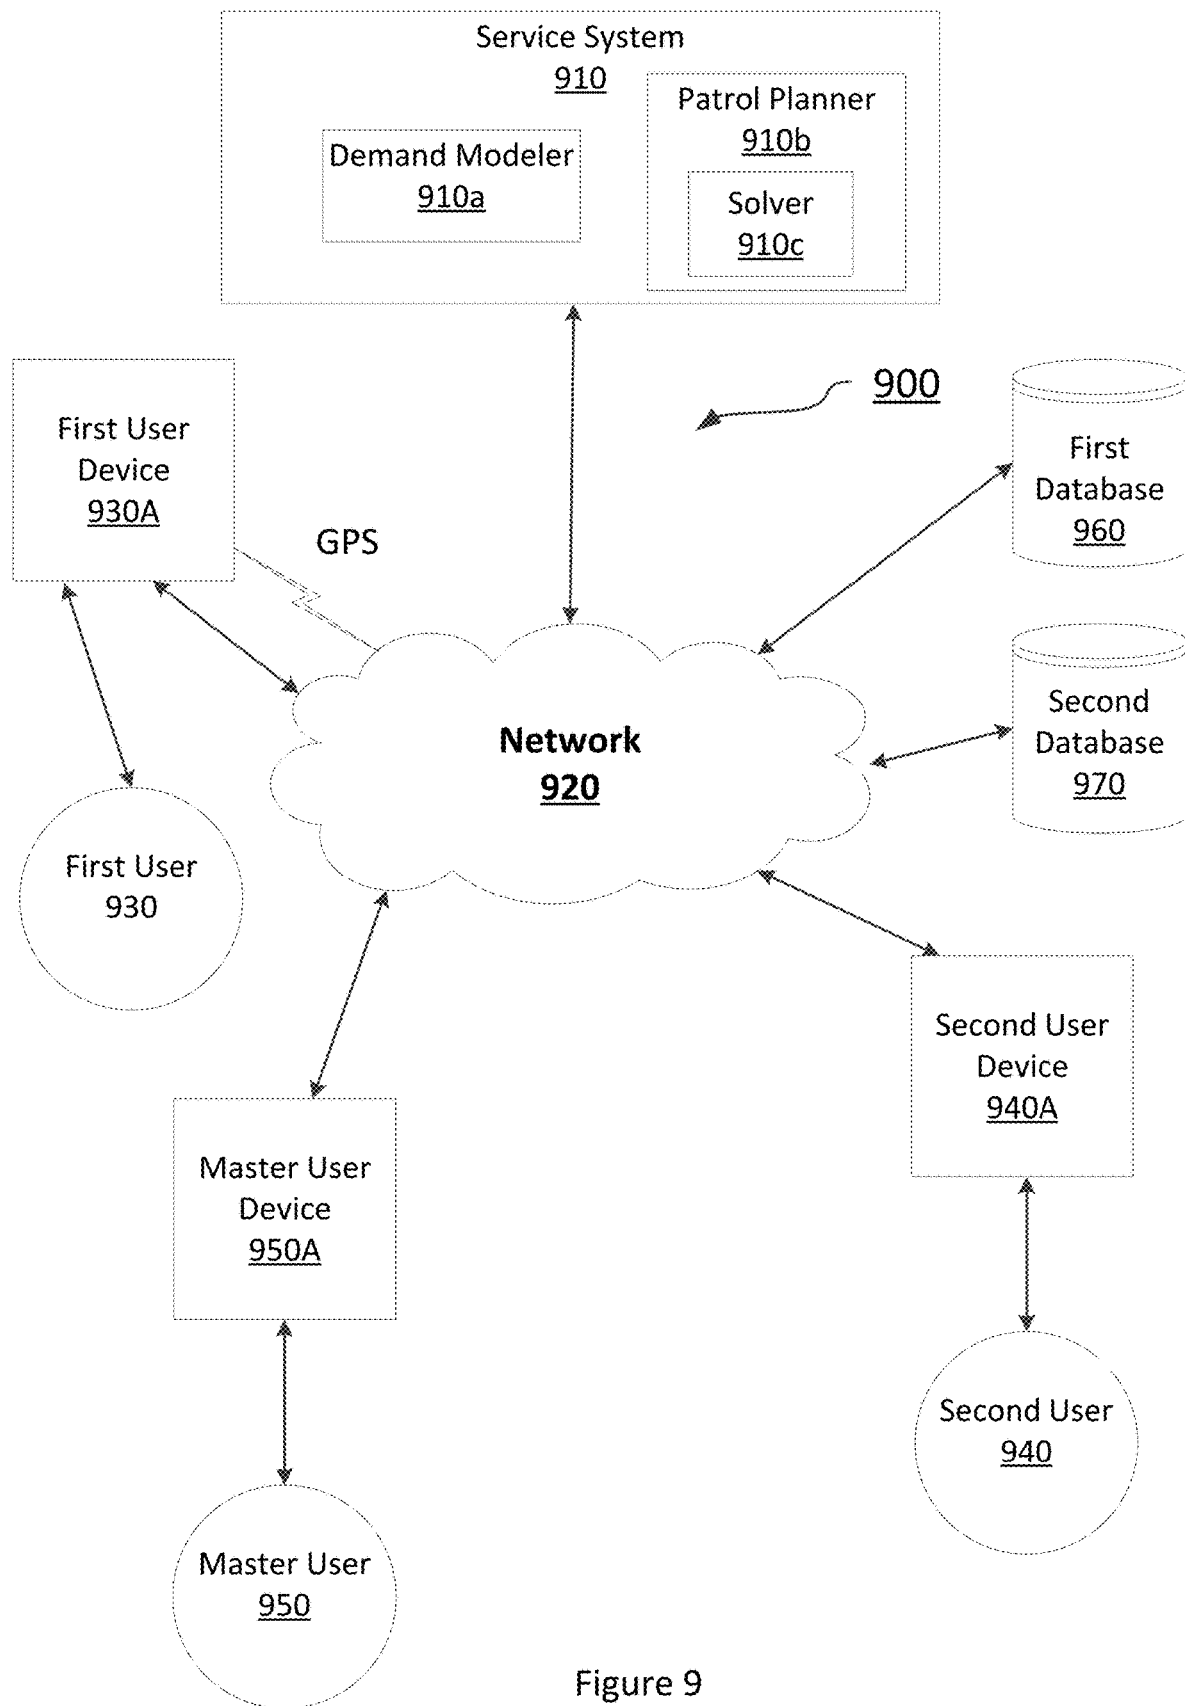 Service System
910
Patrol Planner
910b
Demand Modeler
910a
Solver
910c
900
First User
Device
930A
GPS
First
Database
960
Network
920
Second
Database
970
First User
930
Second User
Device
940A
Master User
Device
950A
Second User
940
Master User
950
Figure 9